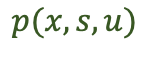 p(x, s, u)